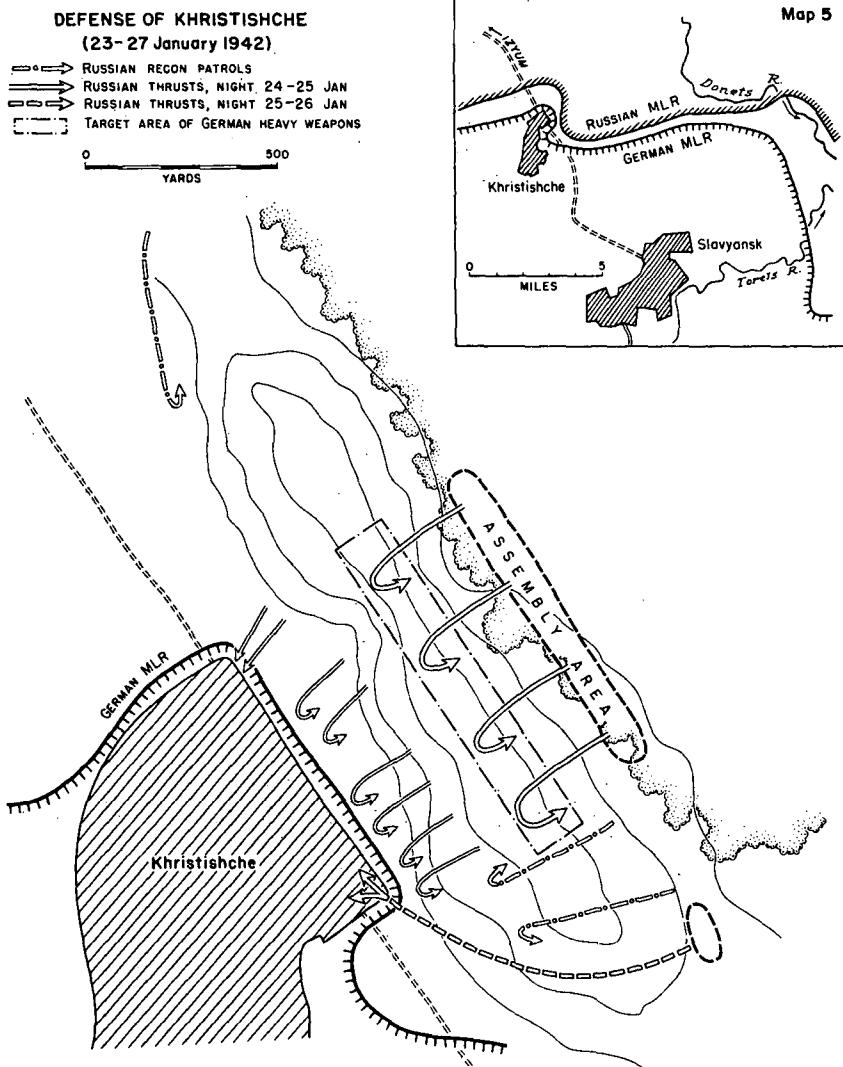 DEFENSE OF KHRISTISHCHE
(23-27 January 1942)
RUSSIAN RECON PATROLS
RUSSIAN THRUSTS, NIGHT 24-25 JAN
RUSSIAN THRUSTS, NIGHT 25-26 JAN
TARGET AREA OF GERMAN HEAVY WEAPONS
0 500
YARDS
Map 5
IZYUM
Donets R.
RUSSIAN MLR
GERMAN MLR
Khristishche
Slavyansk
0 5
MILES
Torets R.
ASSEMBLY AREA
GERMAN MLR
Khristishche